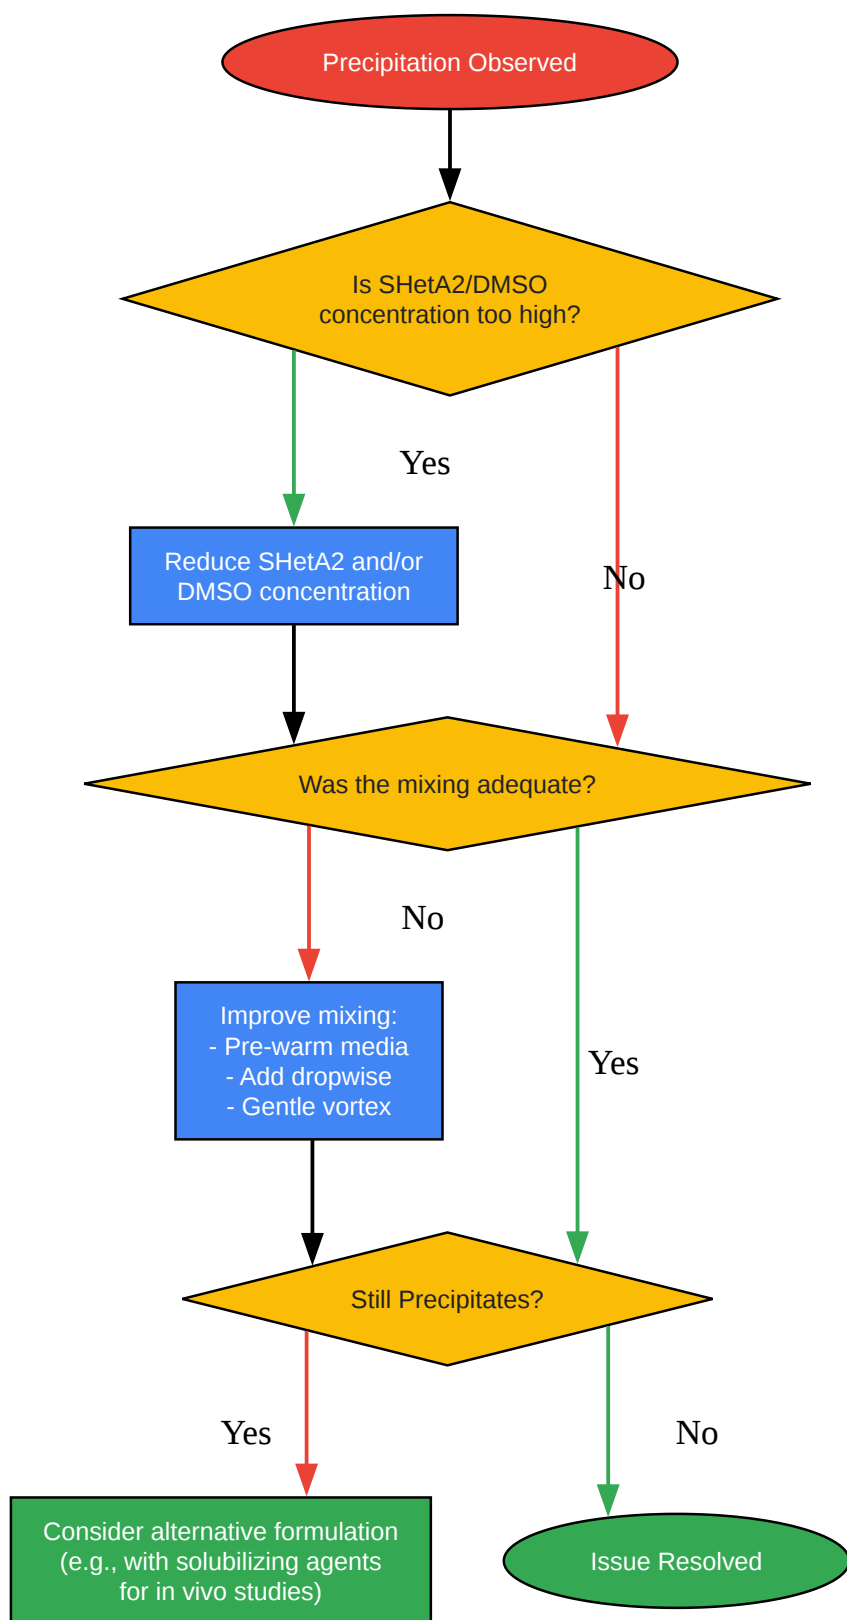 Precipitation Observed
Is SHetA2/DMSO
concentration too high?
Yes
Reduce SHetA2 and/or
DMSO concentration
No
Was the mixing adequate?
No
Improve mixing:
- Pre-warm media
- Add dropwise
- Gentle vortex
Yes
Still Precipitates?
Yes
No
Consider alternative formulation
(e.g., with solubilizing agents
for in vivo studies)
Issue Resolved